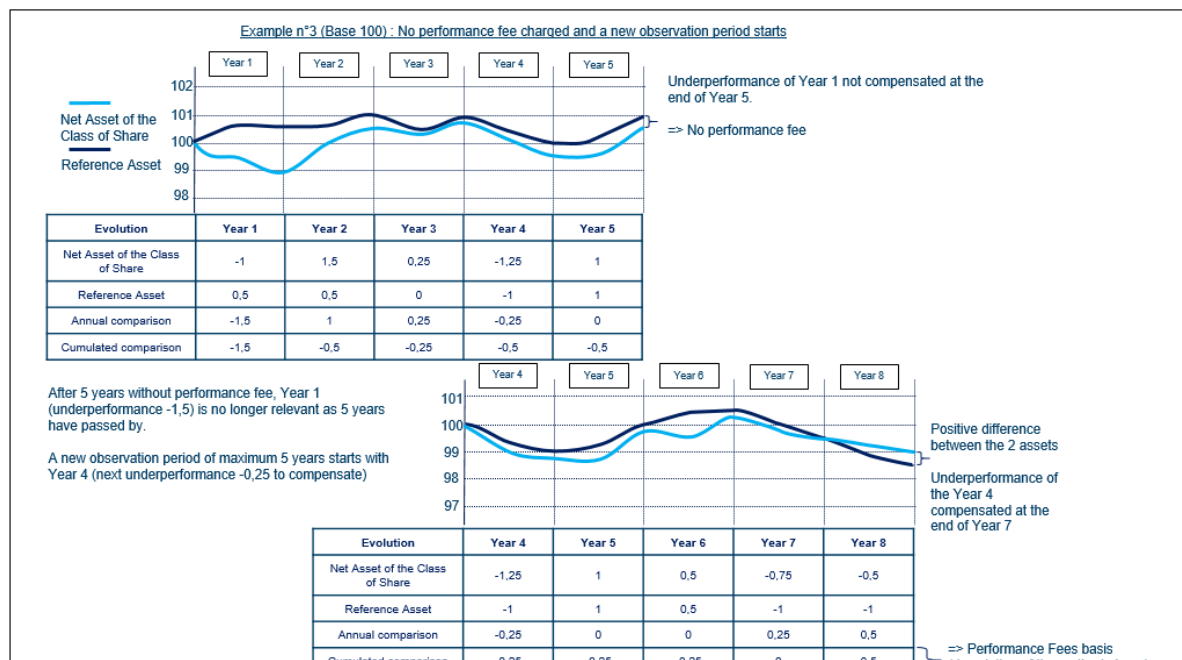 Example n°3 (Base 100) : No performance fee charged and a new observation period starts
Year 1 Year 2 Year 3 Year 4 Year 5
102
101
100
99
98
Net Asset of the
Class of Share
Reference Asset
Underperformance of Year 1 not compensated at the
end of Year 5.
=> No performance fee
Evolution Year 1 Year 2 Year 3 Year 4 Year 5
Net Asset of the Class
of Share -1 1,5 0,25 -1,25 1
Reference Asset 0,5 0,5 0 -1 1
Annual comparison -1,5 1 0,25 -0,25 0
Cumulated comparison -1,5 -0,5 -0,25 -0,5 -0,5
After 5 years without performance fee, Year 1
(underperformance -1,5) is no longer relevant as 5 years
have passed by.
A new observation period of maximum 5 years starts with
Year 4 (next underperformance -0,25 to compensate)
Year 4 Year 5 Year 6 Year 7 Year 8
101
100
99
98
97
Positive difference
between the 2 assets
Underperformance of
the Year 4
compensated at the
end of Year 7
Evolution Year 4 Year 5 Year 6 Year 7 Year 8
Net Asset of the Class
of Share -1,25 1 0,5 -0,75 -0,5
Reference Asset -1 1 0,5 -1 -1
Annual comparison -0,25 0 0 0,25 0,5
=> Performance Fees basis